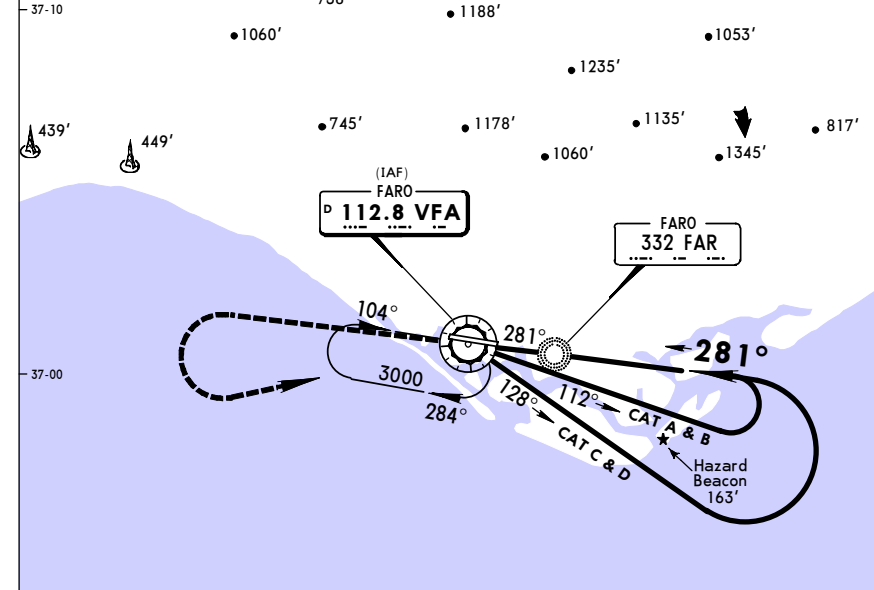 37-10
1188′
1060′
1053′
1235′
439′
449′
745′
1178′
1135′
817′
1060′
1345′
(IAF)
FARO
D 112.8 VFA
FARO
332 FAR
104°
281°
281°
37-00
3000
284°
128°
112°
CAT A & B
CAT C & D
Hazard
Beacon
163′